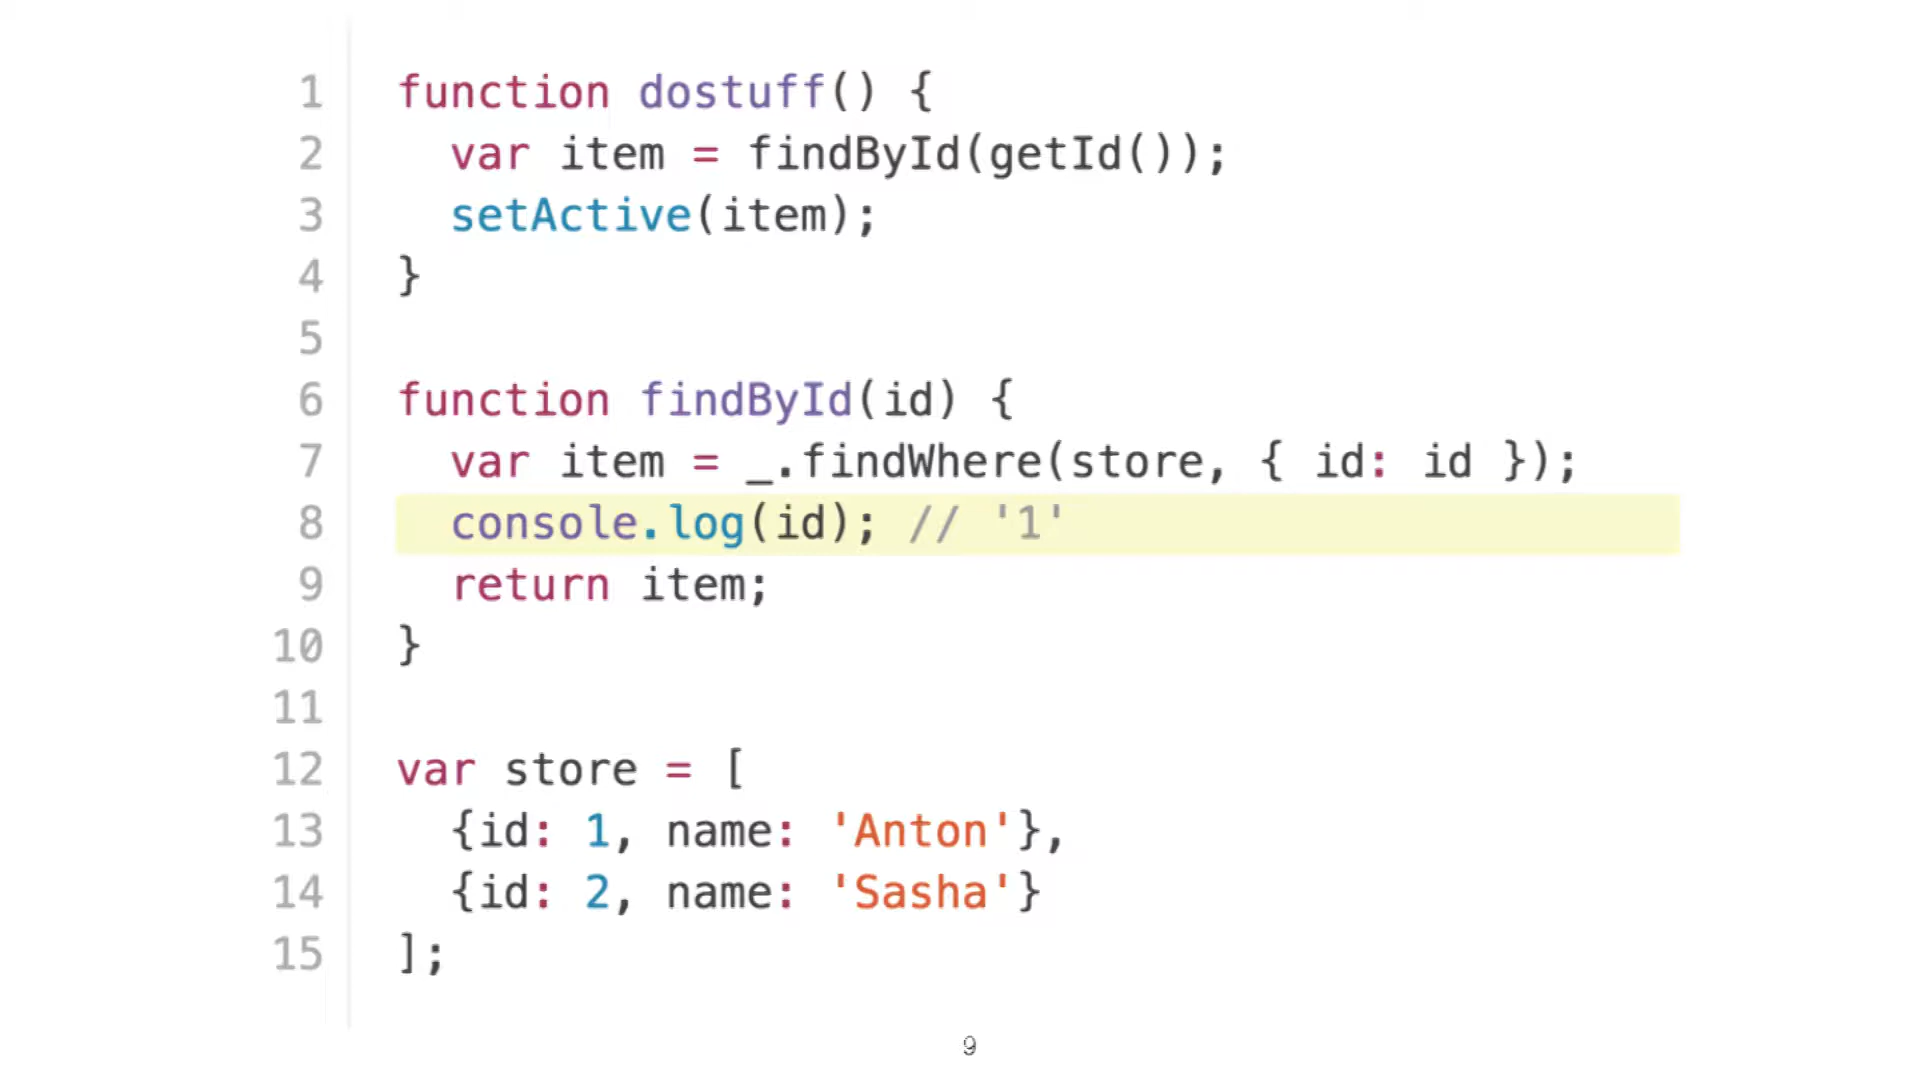 1 function dostuff() {
2   var item = findById(getId());
3   setActive(item);
4 }
5
6 function findById(id) {
7   var item = _.findWhere(store, { id: id });
8   console.log(id); // '1'
9   return item;
10 }
11
12 var store = [
13   {id: 1, name: 'Anton'},
14   {id: 2, name: 'Sasha'}
15 ];
9